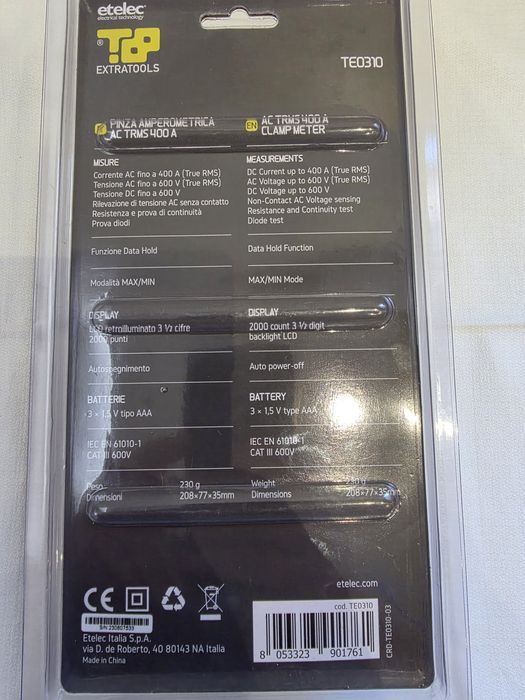 etelec®
electrical technology
® TOP
EXTRATOOLS
TE0310
IT PINZA AMPEROMETRICA
AC TRMS 400 A
MISURE
Corrente AC fino a 400 A (True RMS)
Tensione AC fino a 600 V (True RMS)
Tensione DC fino a 600 V
Rilevazione di tensione AC senza contatto
Resistenza e prova di continuità
Prova diodi
Funzione Data Hold
Modalità MAX/MIN
DISPLAY
LCD retroilluminato 3 ½ cifre
2000 punti
Autospegnimento
BATTERIE
3 × 1,5 V tipo AAA
IEC EN 61010-1
CAT III 600V
Peso 230 g
Dimensioni 208×77×35mm
EN AC TRMS 400 A
CLAMP METER
MEASUREMENTS
DC Current up to 400 A (True RMS)
AC Voltage up to 600 V (True RMS)
DC Voltage up to 600 V
Non-Contact AC Voltage sensing
Resistance and Continuity test
Diode test
Data Hold Function
MAX/MIN Mode
DISPLAY
2000 count 3 ½ digit
backlight LCD
Auto power-off
BATTERY
3 × 1,5 V type AAA
IEC EN 61010-1
CAT III 600V
Weight 230 g
Dimensions 208×77×35mm
etelec.com
CE
S/N 230807533
Etelec Italia S.p.A.
via D. de Roberto, 40 80143 NA Italia
Made in China
cod. TE0310
8 053323 901761
CRD-TE0310-03